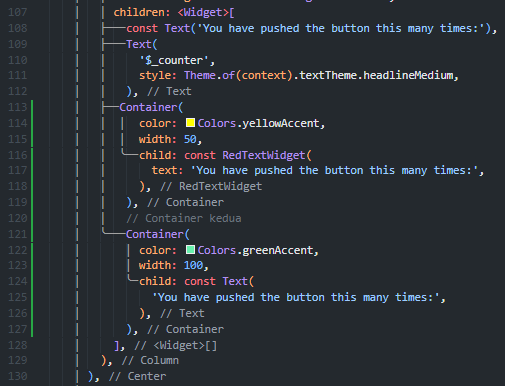 107 children: <Widget>[
108 const Text('You have pushed the button this many times:'),
109 Text(
110 '$_counter',
111 style: Theme.of(context).textTheme.headlineMedium,
112 ), // Text
113 Container(
114 color: Colors.yellowAccent,
115 width: 50,
116 child: const RedTextWidget(
117 text: 'You have pushed the button this many times:',
118 ), // RedTextWidget
119 ), // Container
120 // Container kedua
121 Container(
122 color: Colors.greenAccent,
123 width: 100,
124 child: const Text(
125 'You have pushed the button this many times:',
126 ), // Text
127 ), // Container
128 ], // <Widget>[]
129 ), // Column
130 ), // Center